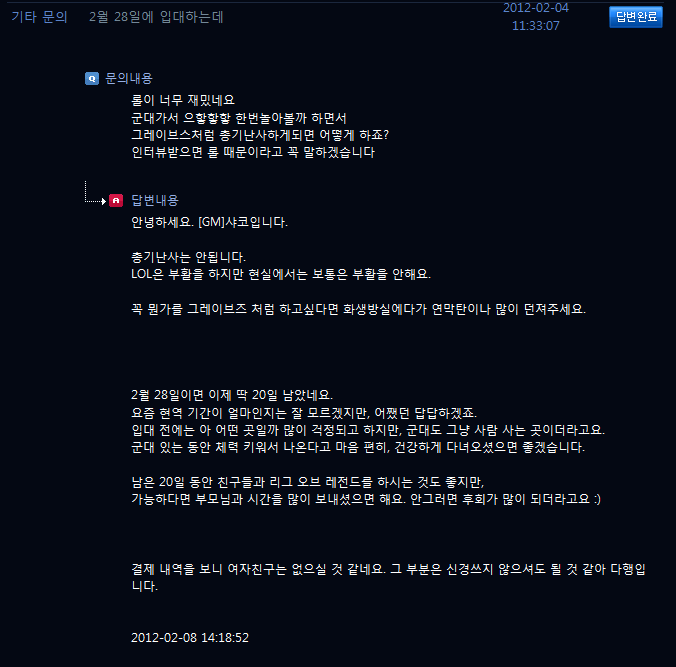 기타 문의 2월 28일에 입대하는데 2012-02-04
11:33:07 답변완료
Q 문의내용
롤이 너무 재밌네요
군대가서 으핳핳핳 한번놀아볼까 하면서
그레이브스처럼 총기난사하게되면 어떻게 하죠?
인터뷰받으면 롤 때문이라고 꼭 말하겠습니다
A 답변내용
안녕하세요. [GM]샤코입니다.
총기난사는 안됩니다.
LOL은 부활을 하지만 현실에서는 보통은 부활을 안해요.
꼭 뭔가를 그레이브즈 처럼 하고싶다면 화생방실에다가 연막탄이나 많이 던져주세요.
2월 28일이면 이제 딱 20일 남았네요.
요즘 현역 기간이 얼마인지는 잘 모르겠지만, 어쨌던 답답하겠죠.
입대 전에는 아 어떤 곳일까 많이 걱정되고 하지만, 군대도 그냥 사람 사는 곳이더라고요.
군대 있는 동안 체력 키워서 나온다고 마음 편히, 건강하게 다녀오셨으면 좋겠습니다.
남은 20일 동안 친구들과 리그 오브 레전드를 하시는 것도 좋지만,
가능하다면 부모님과 시간을 많이 보내셨으면 해요. 안그러면 후회가 많이 되더라고요 :)
결제 내역을 보니 여자친구는 없으실 것 같네요. 그 부분은 신경쓰지 않으셔도 될 것 같아 다행입
니다.
2012-02-08 14:18:52